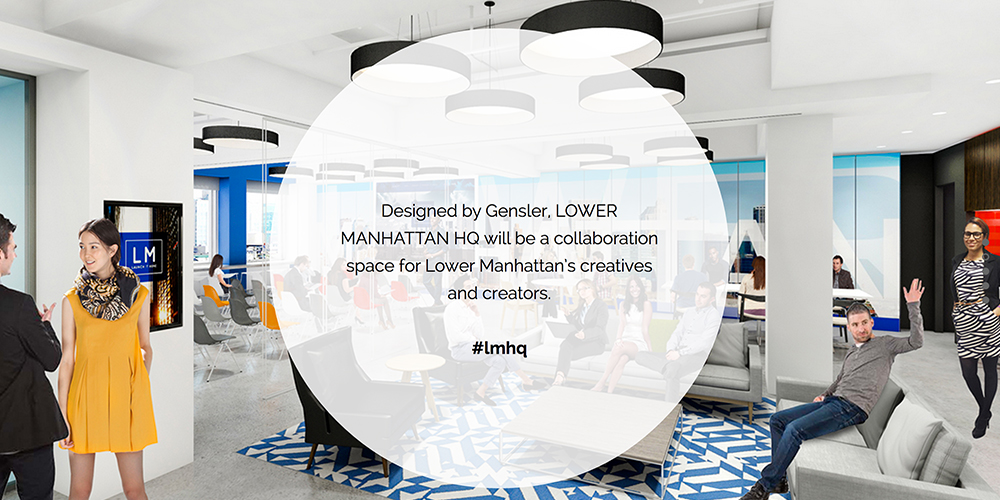 Designed by Gensler, LOWER
MANHATTAN HQ will be a collaboration
space for Lower Manhattan's creatives
and creators.
#lmhq
LM